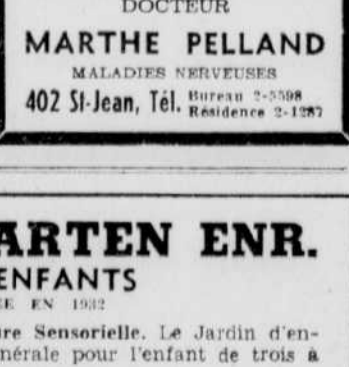 DOCTEUR
MARTHE PELLAND
MALADIES NERVEUSES
402 St-Jean, Tél. Bureau 2-5598
Résidence 2-1287
ARTEN ENR.
ENFANTS
EE EN 1932
ure Sensorielle. Le Jardin d'en-
nérale pour l'enfant de trois à